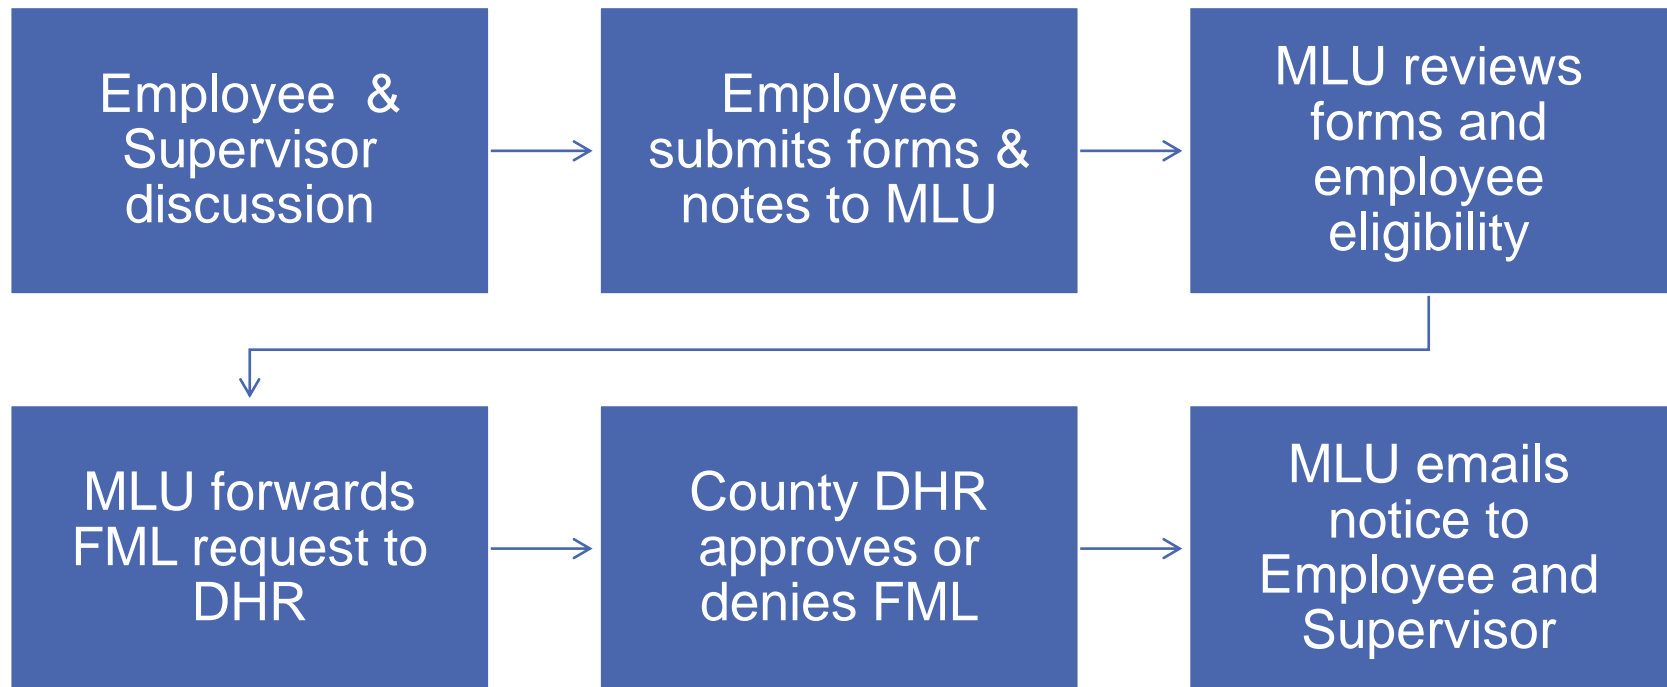 Employee &
Supervisor
discussion
Employee
submits forms &
notes to MLU
MLU reviews
forms and
employee
eligibility
MLU forwards
FML request to
DHR
County DHR
approves or
denies FML
MLU emails
notice to
Employee and
Supervisor